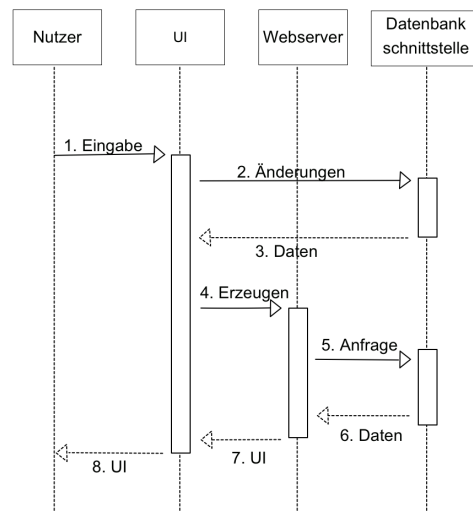 Nutzer
UI
Webserver
Datenbank
schnittstelle
1. Eingabe
2. Änderungen
3. Daten
4. Erzeugen
5. Anfrage
6. Daten
7. UI
8. UI